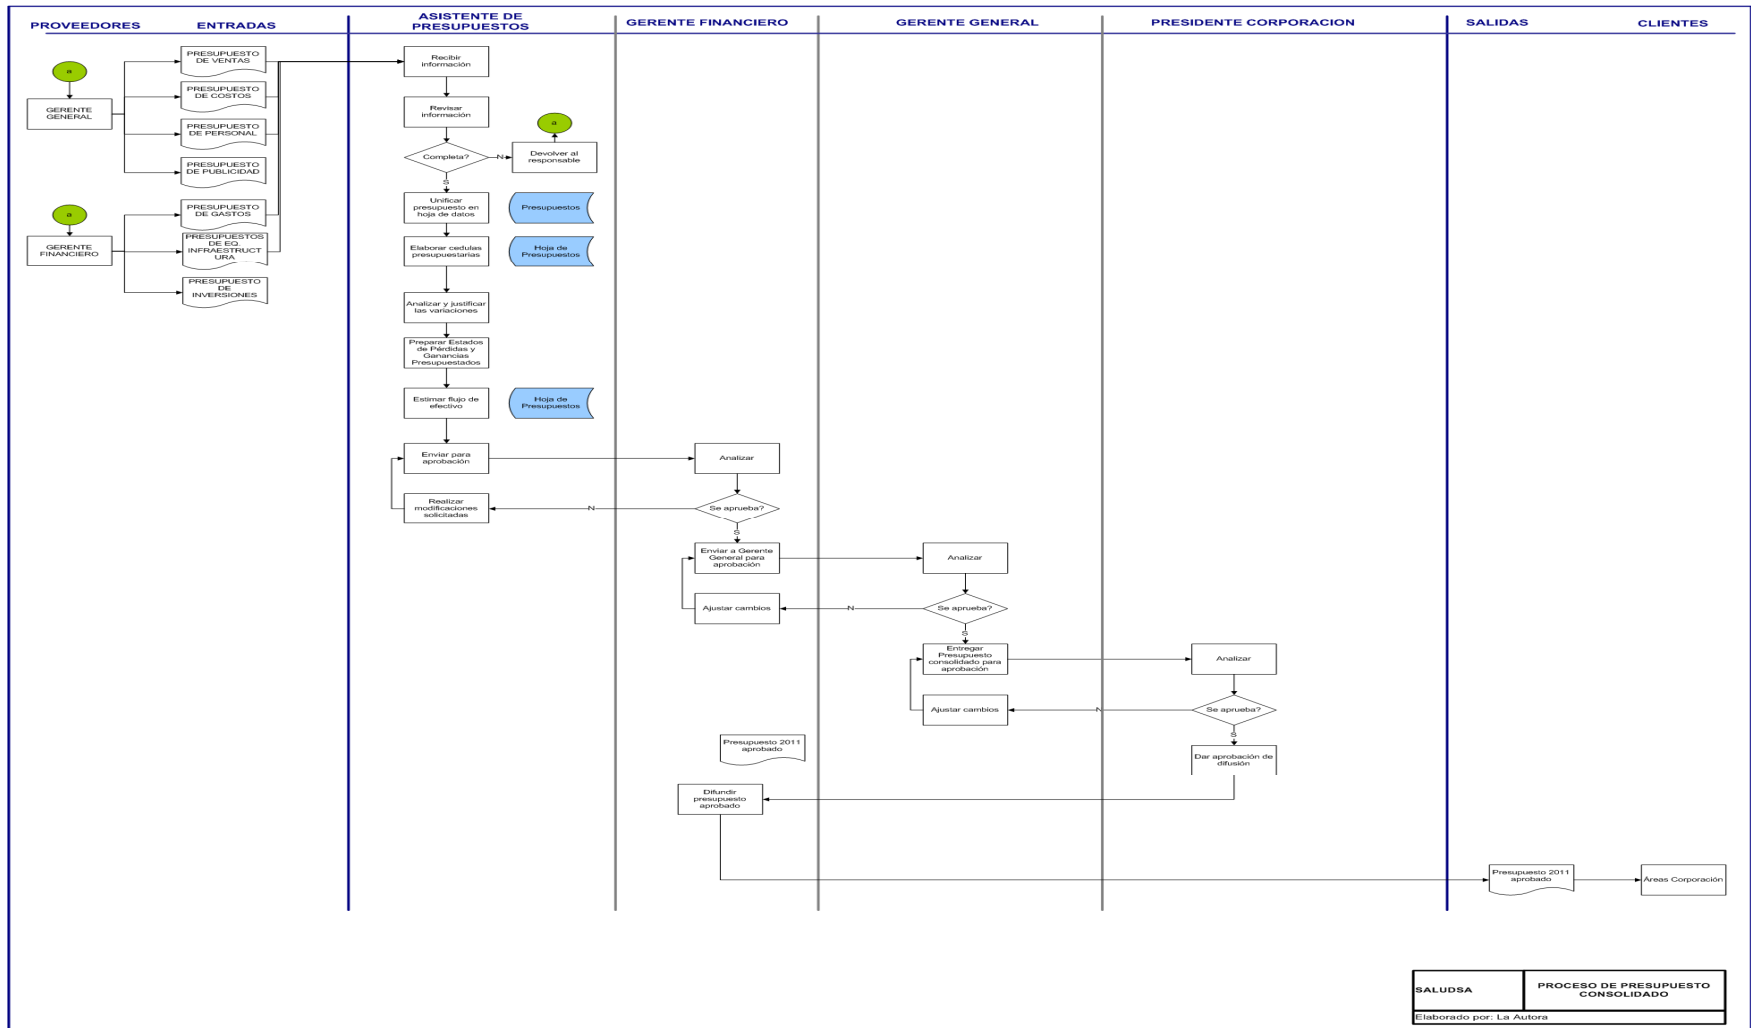 PROVEEDORES
ENTRADAS
ASISTENTE DE
PRESUPUESTOS
GERENTE FINANCIERO
GERENTE GENERAL
PRESIDENTE CORPORACION
SALIDAS
CLIENTES
a
GERENTE
GENERAL
PRESUPUESTO
DE VENTAS
PRESUPUESTO
DE COSTOS
PRESUPUESTO
DE PERSONAL
PRESUPUESTO
DE PUBLICIDAD
a
GERENTE
FINANCIERO
PRESUPUESTO
DE GASTOS
PRESUPUESTOS
DE EQ.
INFRAESTRUCT
URA
PRESUPUESTO
DE
INVERSIONES
Recibir
información
Revisar
información
Completa?
N
a
Devolver al
responsable
S
Unificar
presupuesto en
hoja de datos
Presupuestos
Elaborar cedulas
presupuestarias
Hoja de
Presupuestos
Analizar y justificar
las variaciones
Preparar Estados
de Pérdidas y
Ganancias
Presupuestados
Estimar flujo de
efectivo
Hoja de
Presupuestos
Enviar para
aprobación
Analizar
Realizar
modificaciones
solicitadas
N
Se aprueba?
S
Enviar a Gerente
General para
aprobación
Analizar
Ajustar cambios
N
Se aprueba?
S
Entregar
Presupuesto
consolidado para
aprobación
Analizar
Ajustar cambios
N
Se aprueba?
S
Presupuesto 2011
aprobado
Dar aprobación de
difusión
Difundir
presupuesto
aprobado
Presupuesto 2011
aprobado
Áreas Corporación
SALUDSA
PROCESO DE PRESUPUESTO
CONSOLIDADO
Elaborado por: La Autora